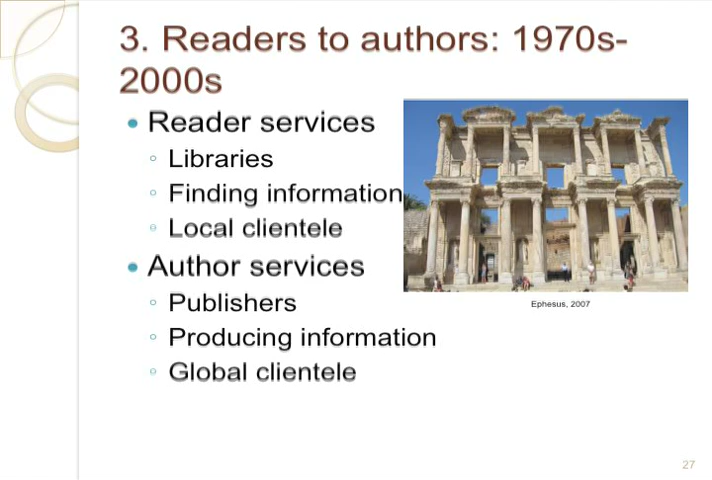 3. Readers to authors: 1970s-
2000s
Reader services
Libraries
Finding information
Local clientele
Author services
Publishers
Producing information
Global clientele
Ephesus, 2007
27